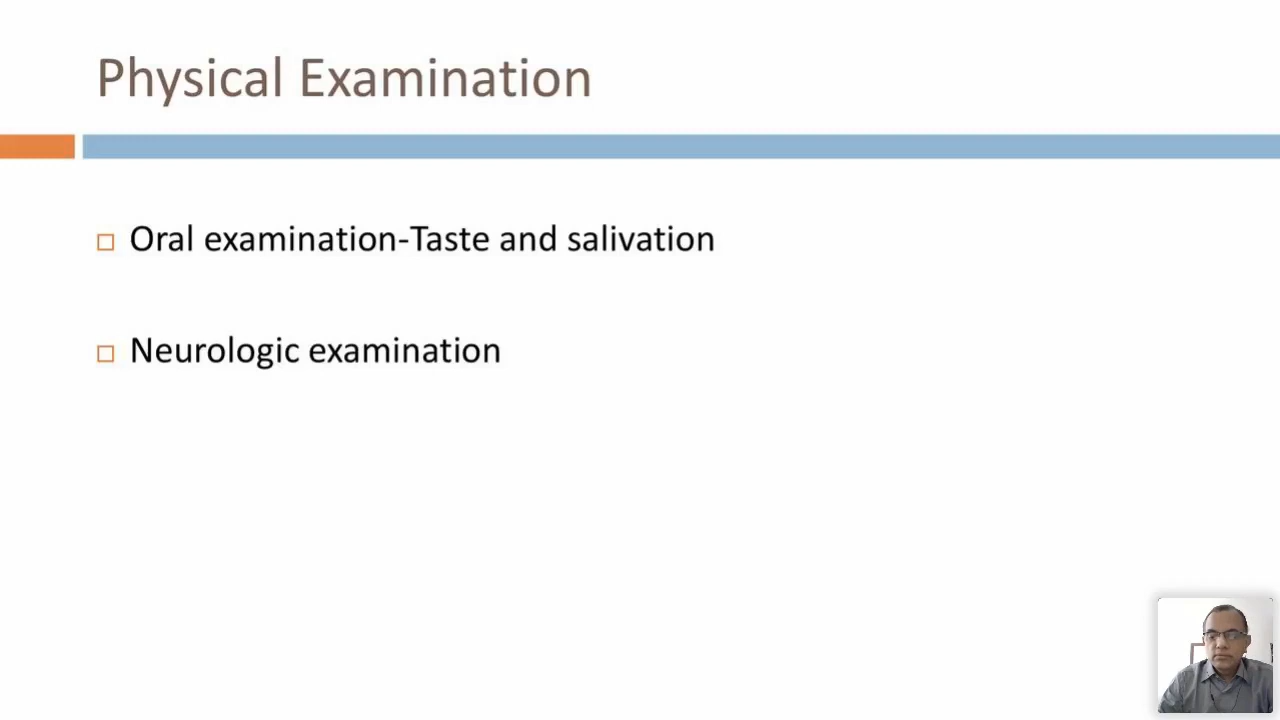 Physical Examination
Oral examination-Taste and salivation
Neurologic examination